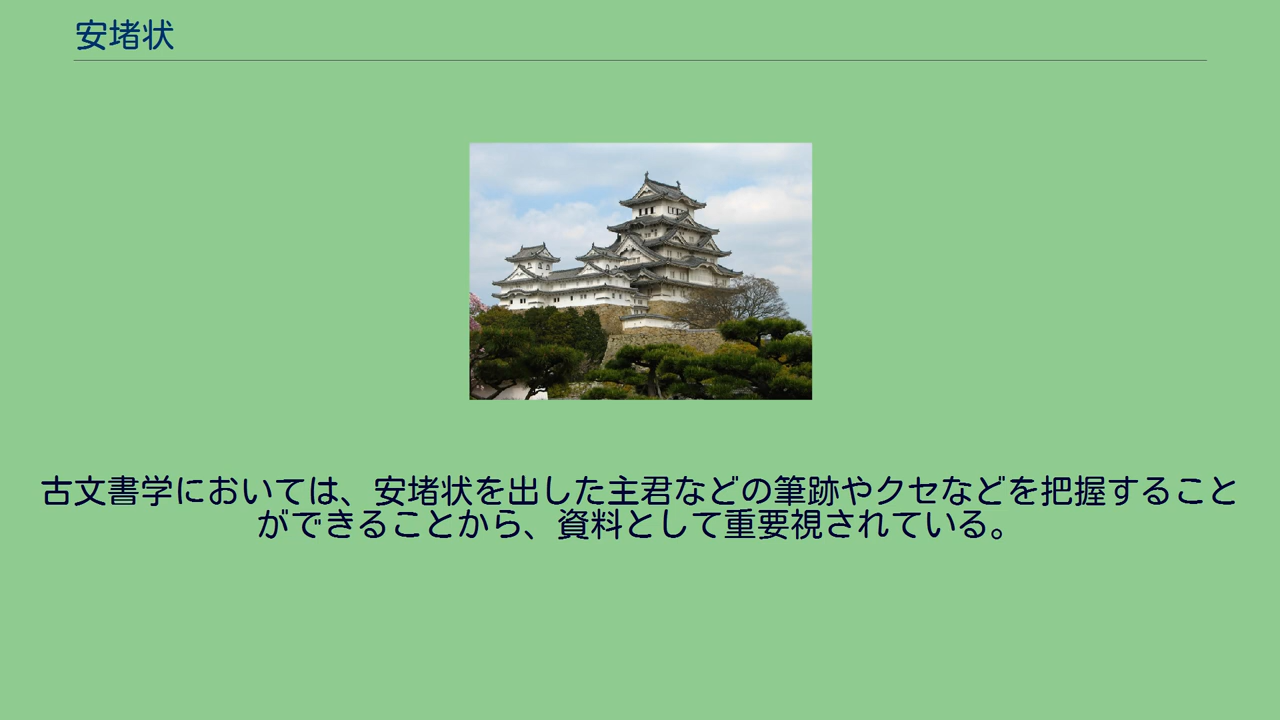 安堵状
古文書学においては、安堵状を出した主君などの筆跡やクセなどを把握すること
ができることから、資料として重要視されている。